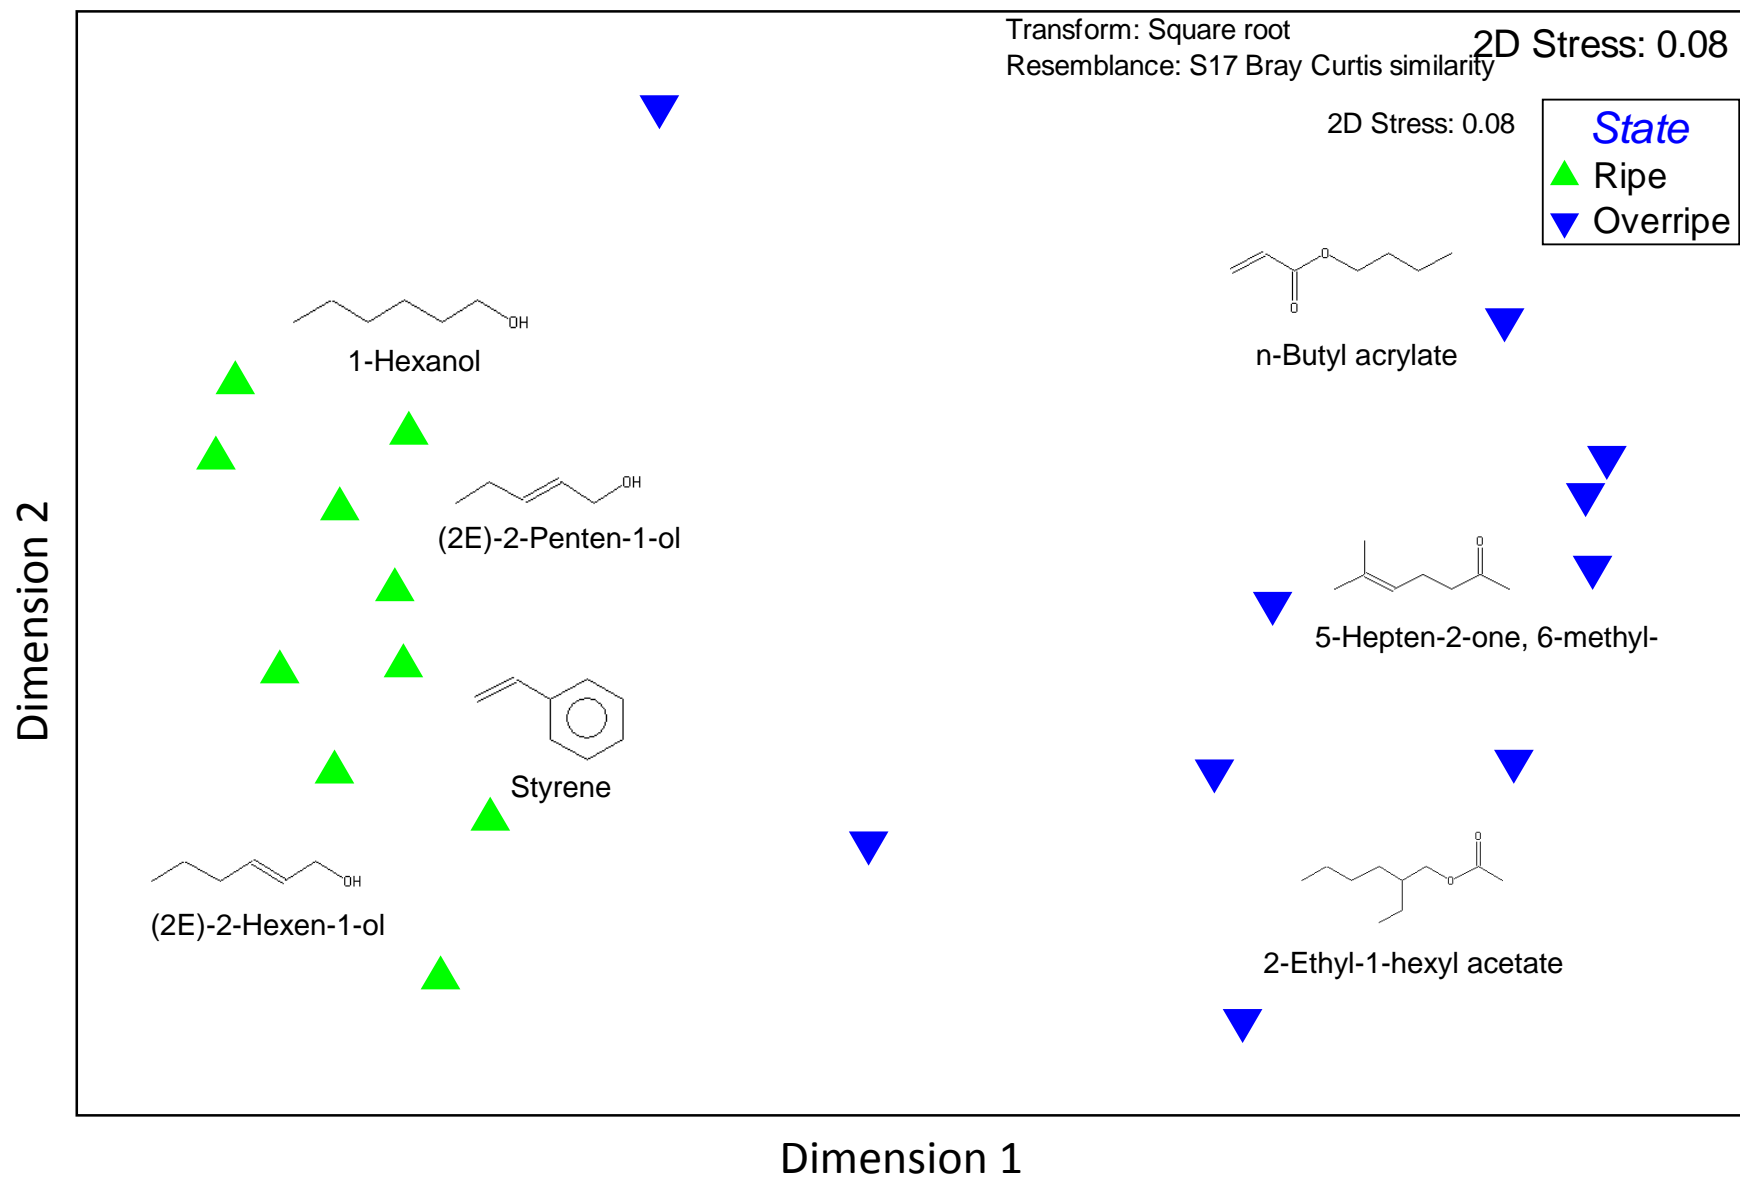 Transform: Square root
Resemblance: S17 Bray Curtis similarity
2D Stress: 0.08
2D Stress: 0.08
State
Ripe
Overripe
O
O
n-Butyl acrylate
OH
1-Hexanol
OH
(2E)-2-Penten-1-ol
O
5-Hepten-2-one, 6-methyl-
Styrene
OH
(2E)-2-Hexen-1-ol
O
O
2-Ethyl-1-hexyl acetate
Dimension 2
Dimension 1